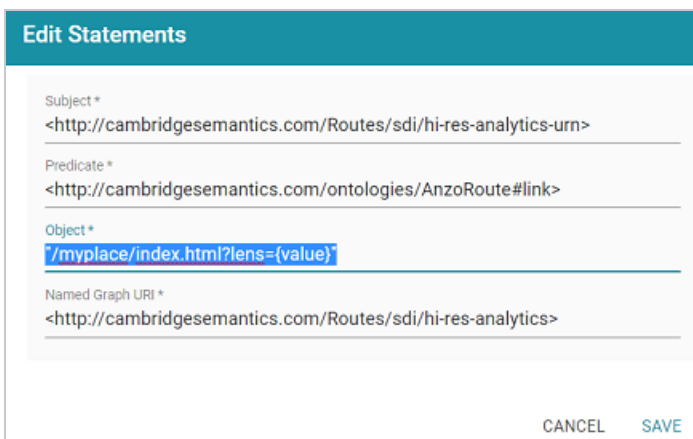 Edit Statements
Subject *
<http://cambridgesemantics.com/Routes/sdi/hi-res-analytics-urn>
Predicate *
<http://cambridgesemantics.com/ontologies/AnzoRoute#link>
Object *
"/myplace/index.html?lens={value}"
Named Graph URI *
<http://cambridgesemantics.com/Routes/sdi/hi-res-analytics>
CANCEL SAVE